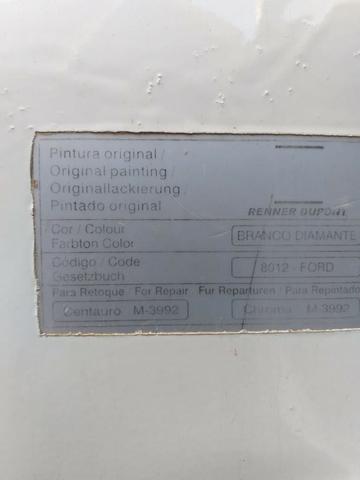 Pintura original /
Original painting /
Originallackierung /
Pintado original
RENNER DUPONT
Cor / Colour
Farbton Color
BRANCO DIAMANTE
Código / Code
Gesetzbuch
8012 - FORD
Para Retoque / For Repair / Fur Reparturen / Para Repintado
Centauro M-3992
Chroma M-3992